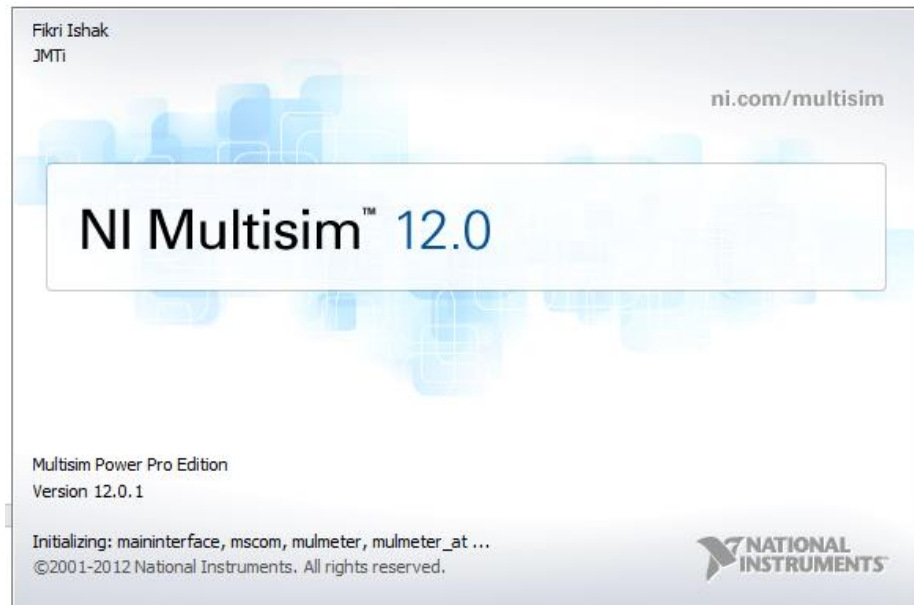 Fikri Ishak
JMTi
ni.com/multisim
NI Multisim™ 12.0
Multisim Power Pro Edition
Version 12.0.1
Initializing: maininterface, mscom, mulmeter, mulmeter_at ...
©2001-2012 National Instruments. All rights reserved.
NATIONAL
INSTRUMENTS™